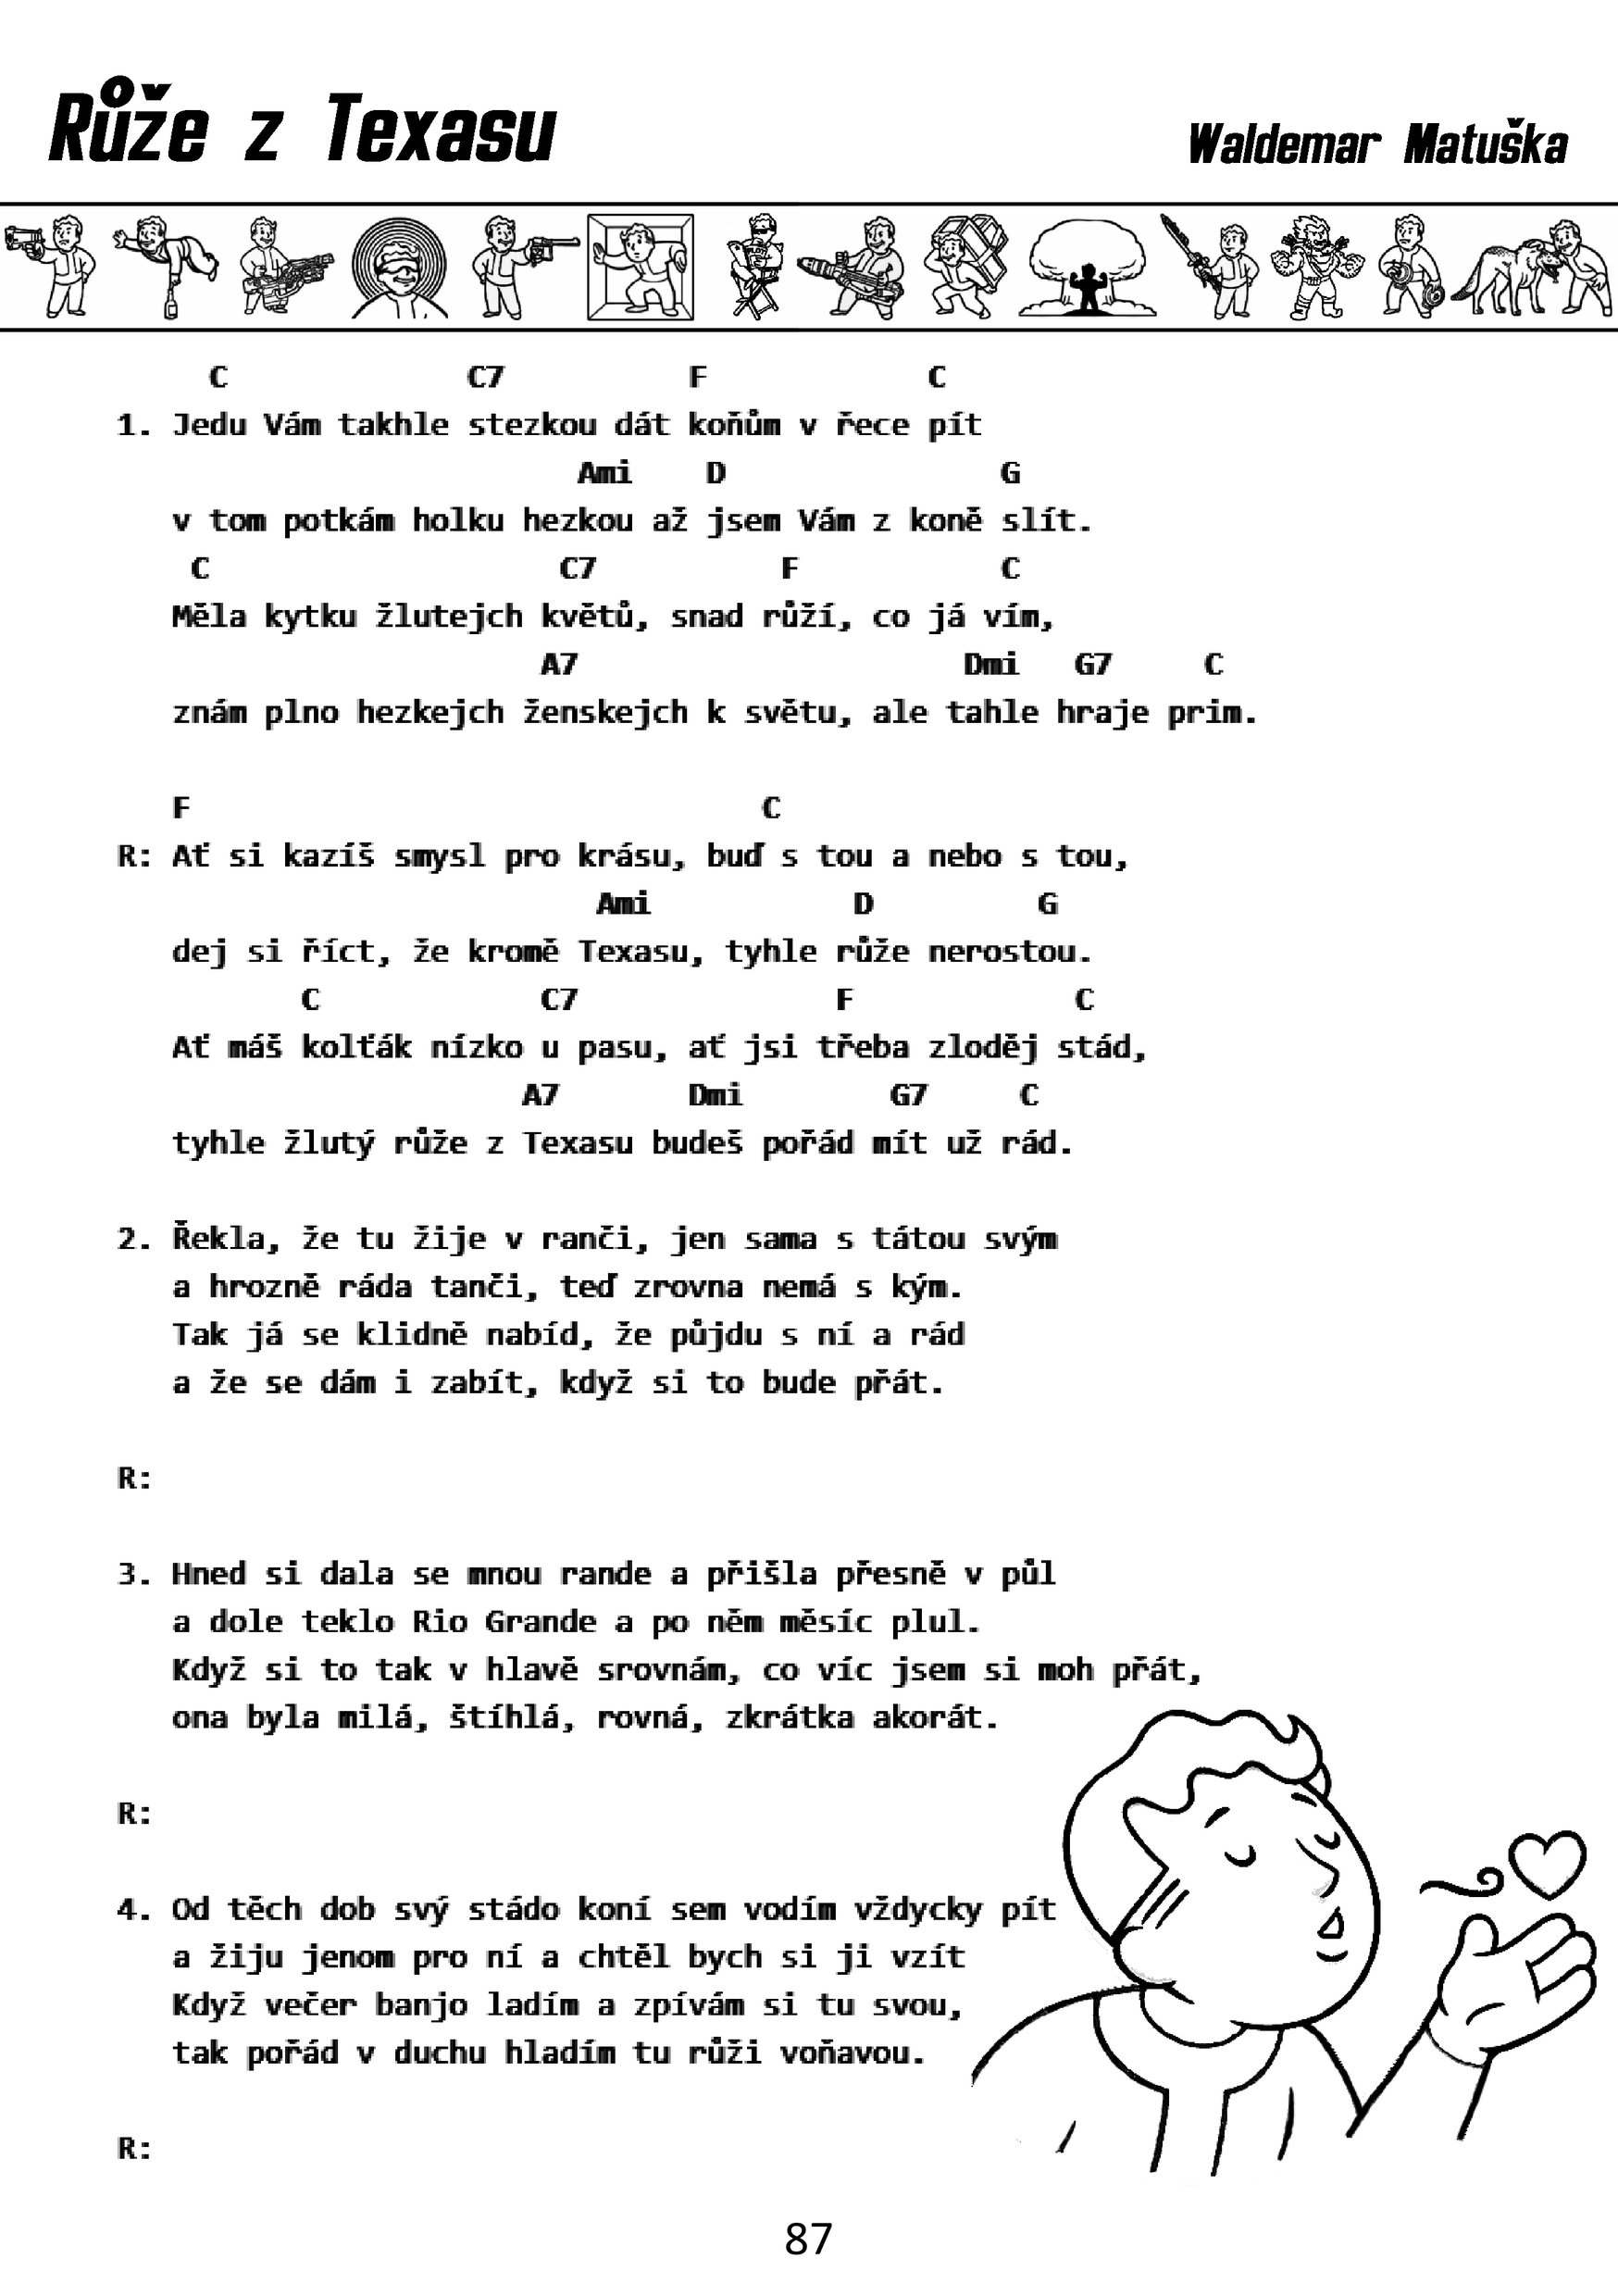 Růže z Texasu
Waldemar Matuška
C C7 F C
1. Jedu Vám takhle stezkou dát koňům v řece pít
Ami D G
v tom potkám holku hezkou až jsem Vám z koně slít.
C C7 F C
Měla kytku žlutejch květů, snad růží, co já vím,
A7 Dmi G7 C
znám plno hezkejch ženskejch k světu, ale tahle hraje prim.
F C
R: Ať si kazíš smysl pro krásu, buď s tou a nebo s tou,
Ami D G
dej si říct, že kromě Texasu, tyhle růže nerostou.
C C7 F C
Ať máš kolťák nízko u pasu, ať jsi třeba zloděj stád,
A7 Dmi G7 C
tyhle žlutý růže z Texasu budeš pořád mít už rád.
2. Řekla, že tu žije v ranči, jen sama s tátou svým
a hrozně ráda tanči, teď zrovna nemá s kým.
Tak já se klidně nabíd, že půjdu s ní a rád
a že se dám i zabít, když si to bude přát.
R:
3. Hned si dala se mnou rande a přišla přesně v půl
a dole teklo Rio Grande a po něm měsíc plul.
Když si to tak v hlavě srovnám, co víc jsem si moh přát,
ona byla milá, štíhlá, rovná, zkrátka akorát.
R:
4. Od těch dob svý stádo koní sem vodím vždycky pít
a žiju jenom pro ní a chtěl bych si ji vzít
Když večer banjo ladím a zpívám si tu svou,
tak pořád v duchu hladím tu růži voňavou.
R:
87